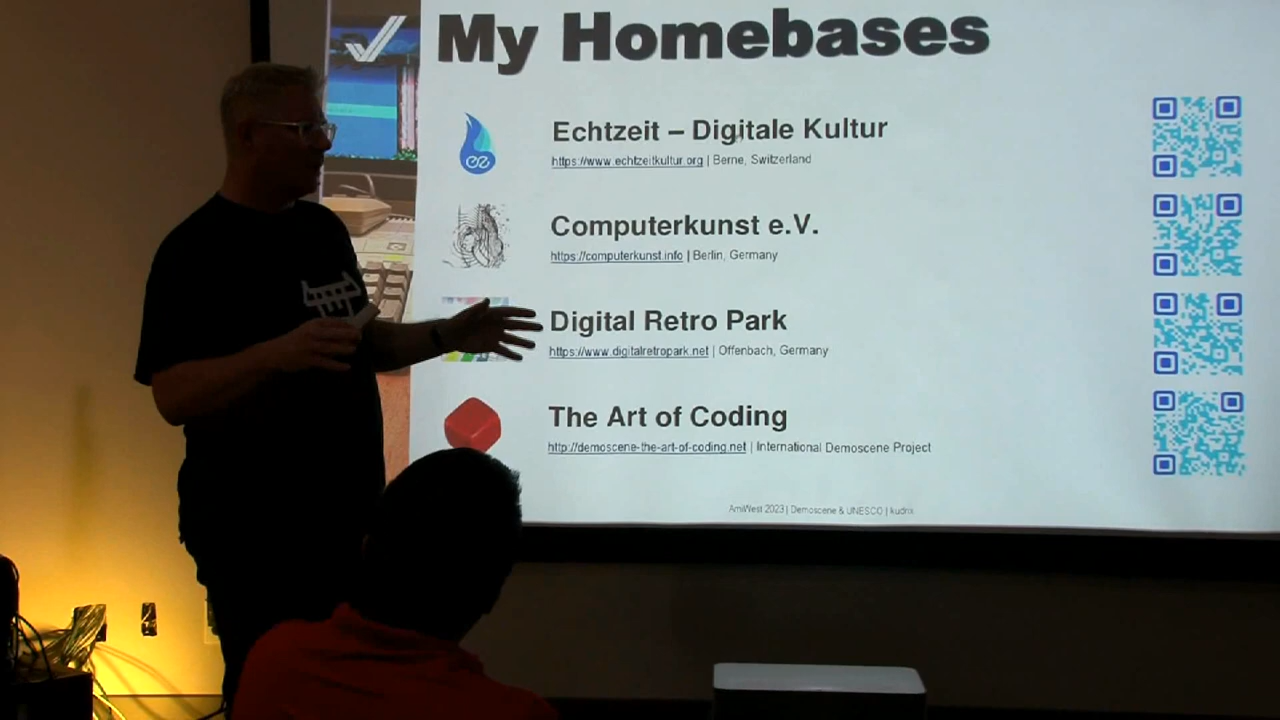 My Homebases
Echtzeit – Digitale Kultur
https://www.echtzeitkultur.org | Berne, Switzerland
Computerkunst e.V.
https://computerkunst.info | Berlin, Germany
Digital Retro Park
https://www.digitalretropark.net | Offenbach, Germany
The Art of Coding
http://demoscene-the-art-of-coding.net | International Demoscene Project
AmiWest 2023 | Demoscene & UNESCO | kudrix